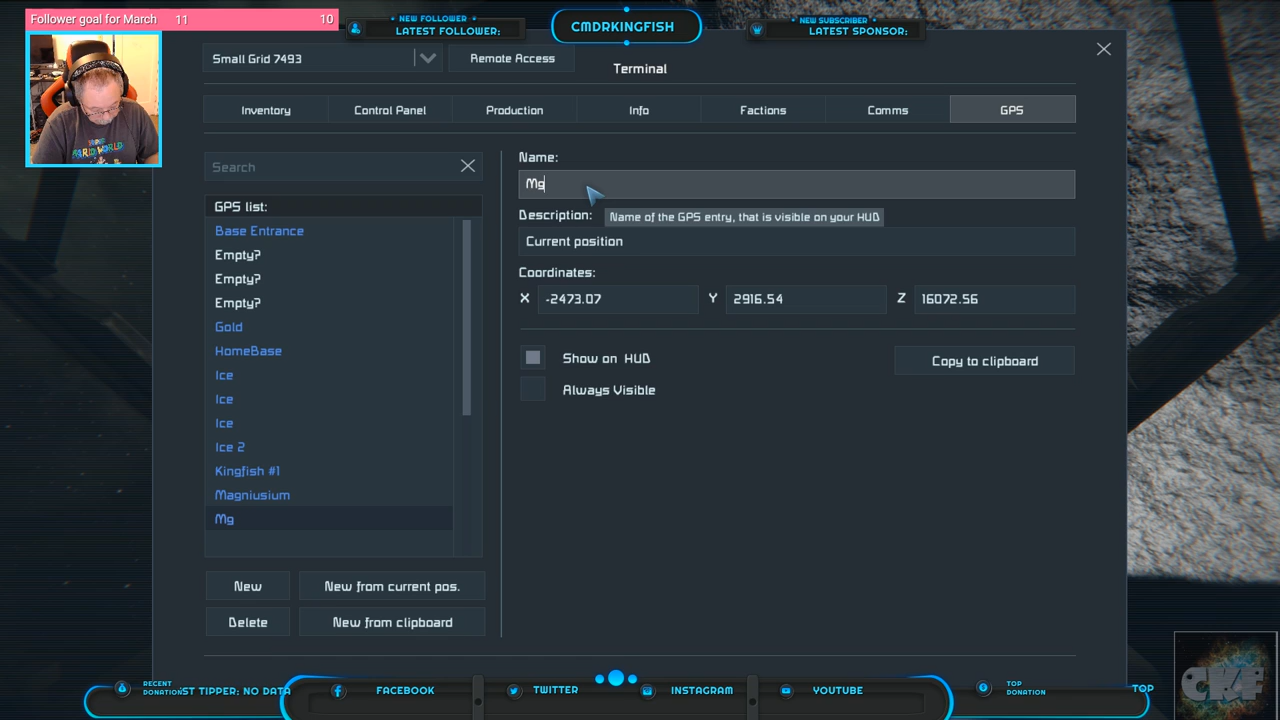 Follower goal for March 11 10
NEW FOLLOWER
LATEST FOLLOWER:
CMDRKINGFISH
NEW SUBSCRIBER
LATEST SPONSOR:
Small Grid 7493
Remote Access
Terminal
Inventory
Control Panel
Production
Info
Factions
Comms
GPS
Search
GPS list:
Base Entrance
Empty?
Empty?
Empty?
Gold
HomeBase
Ice
Ice
Ice
Ice 2
Kingfish #1
Magniusium
Mg
New
New from current pos.
Delete
New from clipboard
Name:
Mg
Name of the GPS entry, that is visible on your HUD
Description:
Current position
Coordinates:
X -2473.07 Y 2916.54 Z 16072.56
Show on HUD
Copy to clipboard
Always Visible
RECENT
DONATION
ST TIPPER: NO DATA
FACEBOOK
TWITTER
INSTAGRAM
YOUTUBE
TOP
DONATION
TOP
CKF